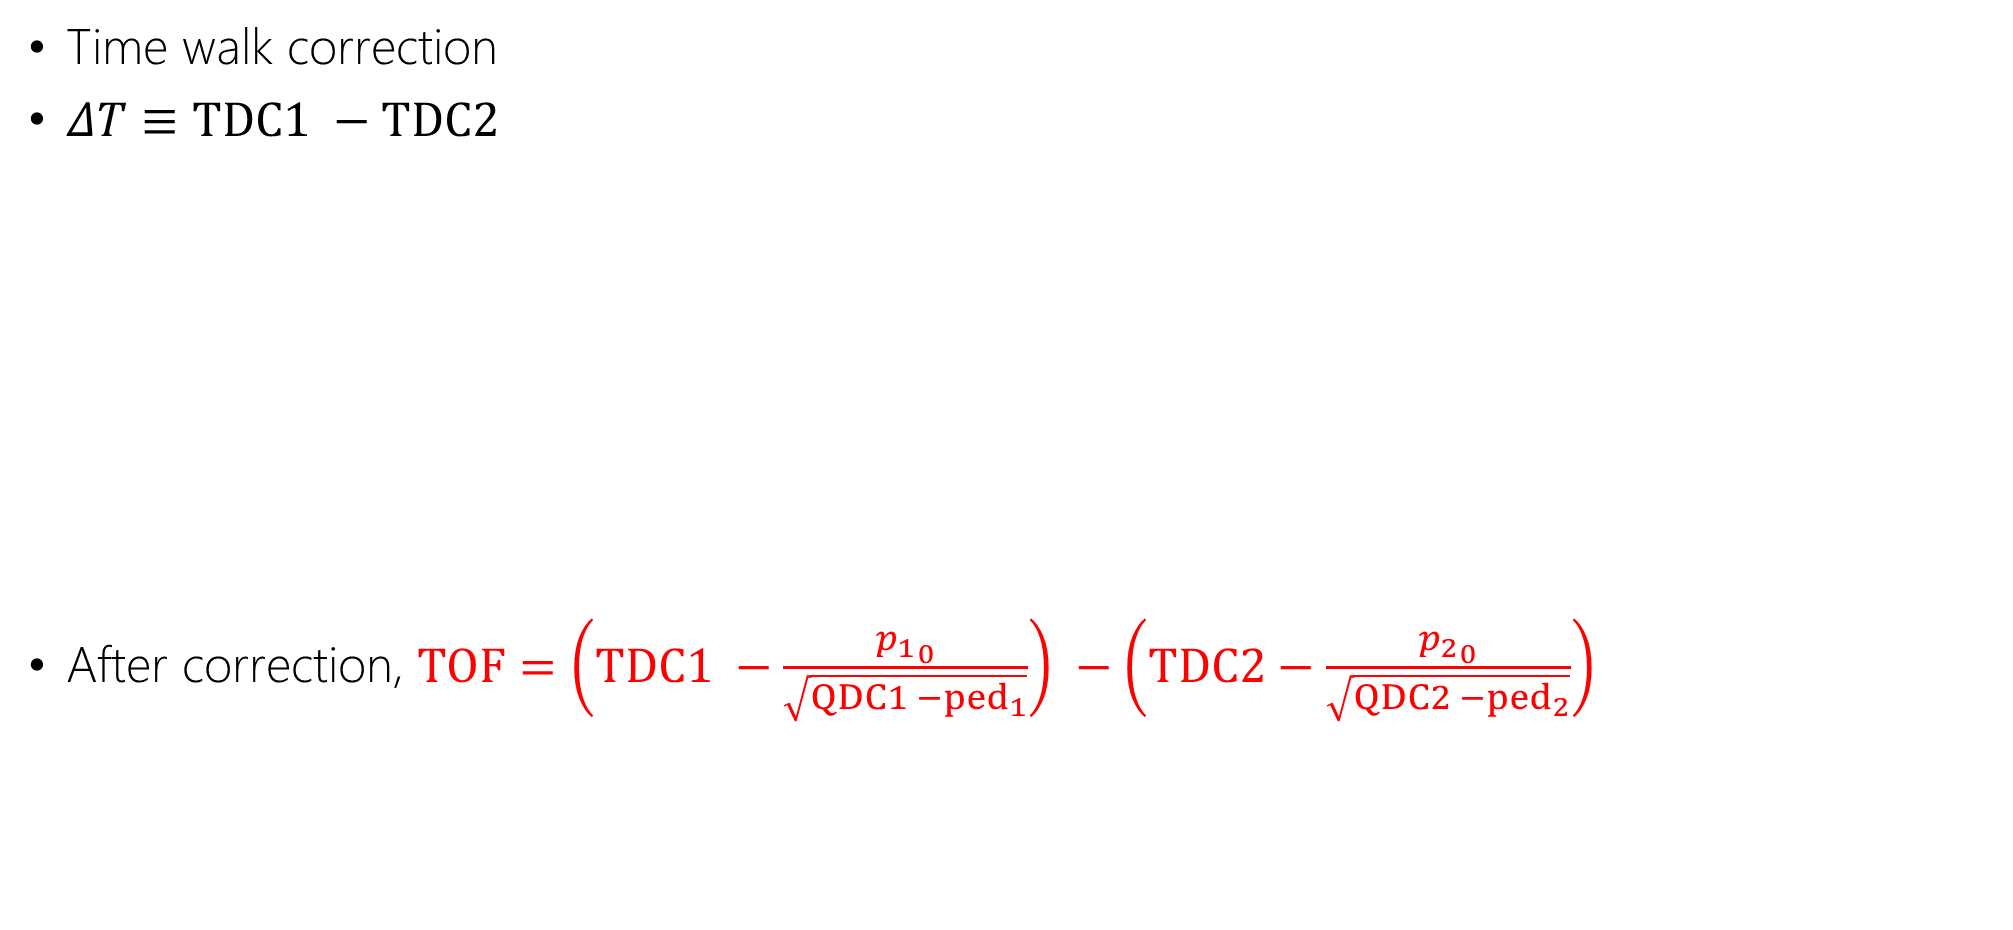 • Time walk correction
• 𝛥𝑇 ≡ TDC1 − TDC2
• After correction, TOF = (TDC1 − 𝑝₁₀/√(QDC1 −ped₁)) − (TDC2 − 𝑝₂₀/√(QDC2 −ped₂))